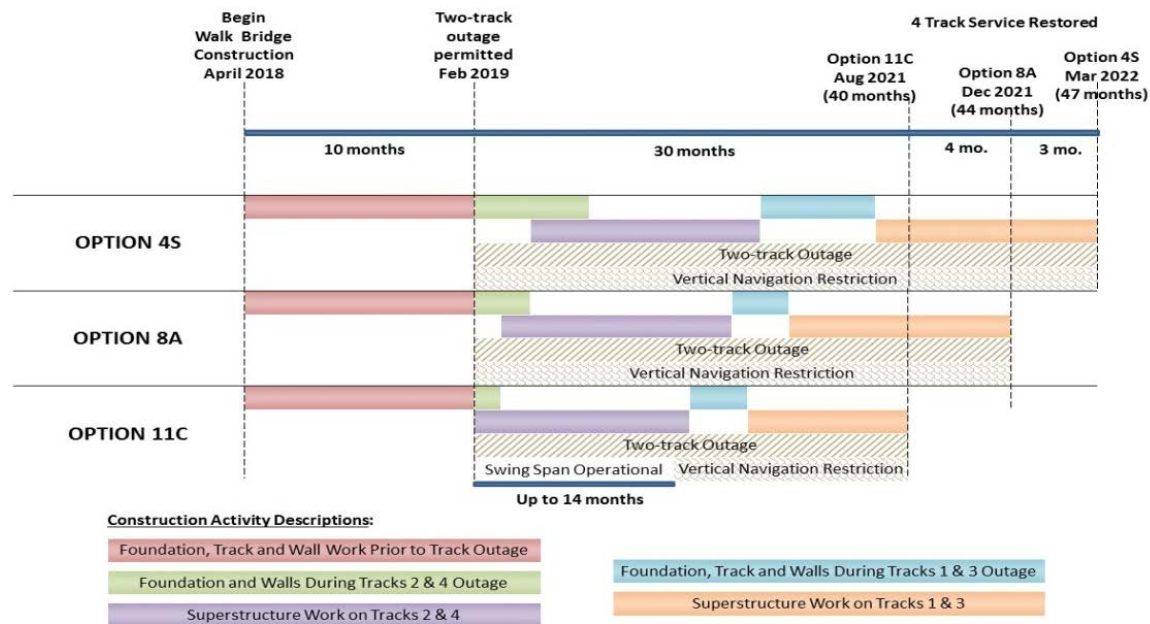 Begin
Walk Bridge
Construction
April 2018
Two-track
outage
permitted
Feb 2019
4 Track Service Restored
Option 11C
Aug 2021
(40 months)
Option 8A
Dec 2021
(44 months)
Option 4S
Mar 2022
(47 months)
10 months
30 months
4 mo.
3 mo.
OPTION 4S
Two-track Outage
Vertical Navigation Restriction
OPTION 8A
Two-track Outage
Vertical Navigation Restriction
OPTION 11C
Two-track Outage
Swing Span Operational
Vertical Navigation Restriction
Up to 14 months
Construction Activity Descriptions:
Foundation, Track and Wall Work Prior to Track Outage
Foundation and Walls During Tracks 2 & 4 Outage
Superstructure Work on Tracks 2 & 4
Foundation, Track and Walls During Tracks 1 & 3 Outage
Superstructure Work on Tracks 1 & 3